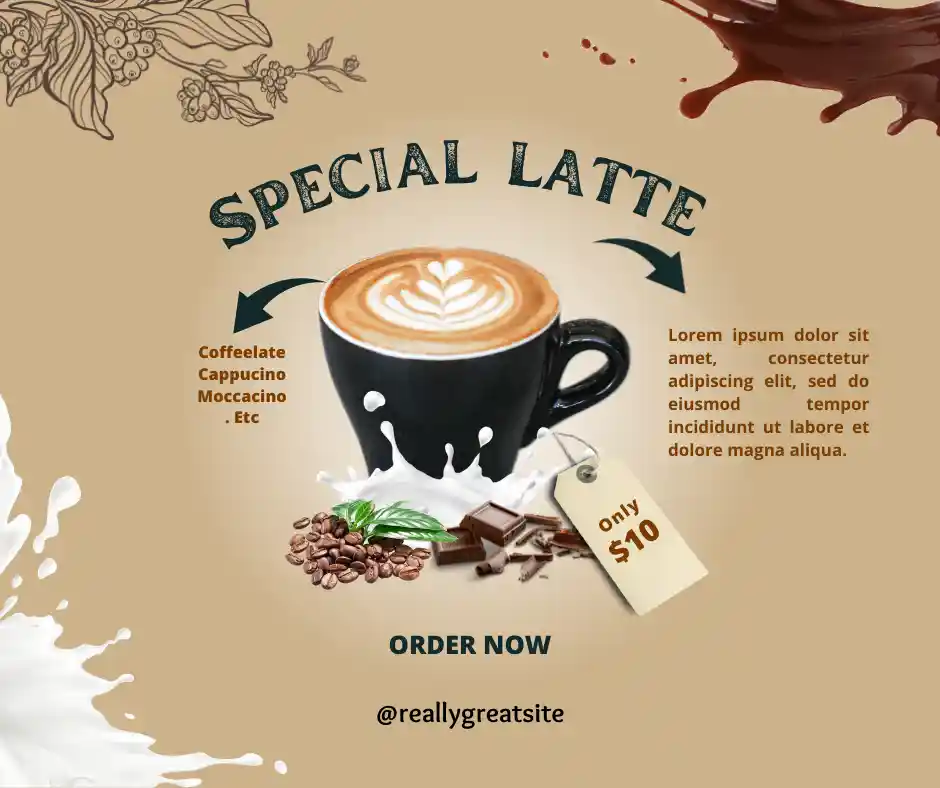 SPECIAL LATTE
Coffeelate
Cappucino
Moccacino
. Etc
Lorem ipsum dolor sit
amet, consectetur
adipiscing elit, sed do
eiusmod tempor
incididunt ut labore et
dolore magna aliqua.
Only
$10
ORDER NOW
@reallygreatsite